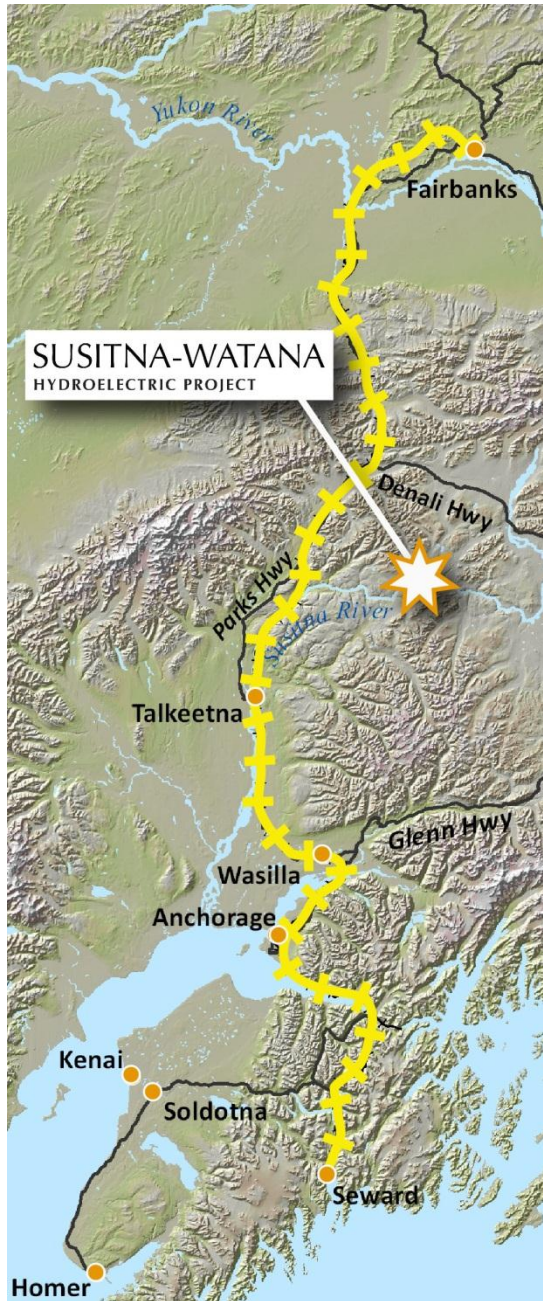 Yukon River
Fairbanks
SUSITNA-WATANA
HYDROELECTRIC PROJECT
Denali Hwy
Parks Hwy
Susitna River
Talkeetna
Glenn Hwy
Wasilla
Anchorage
Kenai
Soldotna
Seward
Homer